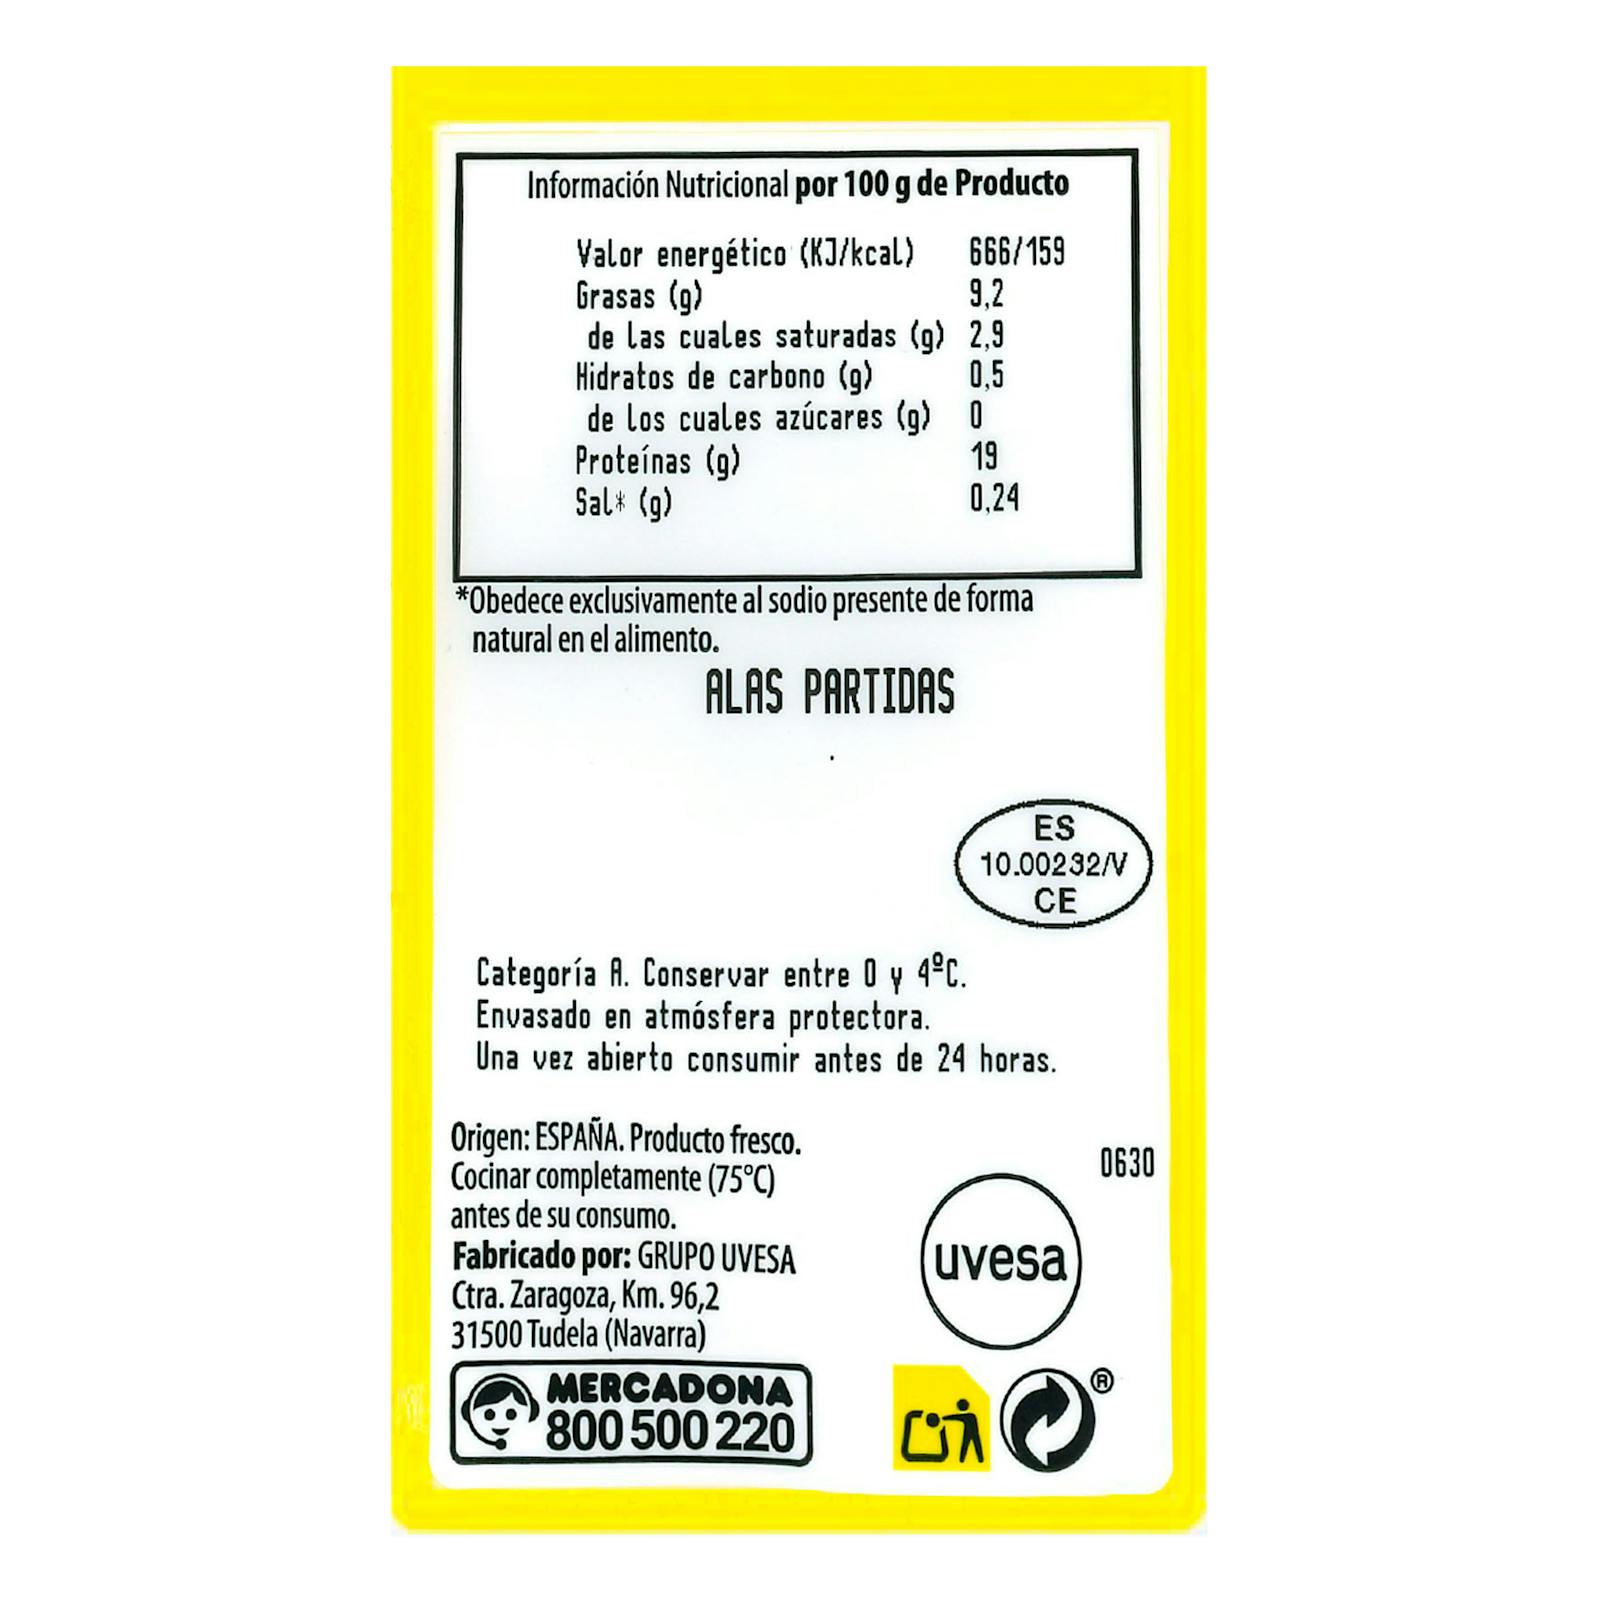 Información Nutricional por 100 g de Producto
Valor energético (KJ/kcal) 666/159
Grasas (g) 9,2
de las cuales saturadas (g) 2,9
Hidratos de carbono (g) 0,5
de los cuales azúcares (g) 0
Proteínas (g) 19
Sal* (g) 0,24
*Obedece exclusivamente al sodio presente de forma
natural en el alimento.
ALAS PARTIDAS
ES
10.00232/V
CE
Categoría A. Conservar entre 0 y 4ºC.
Envasado en atmósfera protectora.
Una vez abierto consumir antes de 24 horas.
Origen: ESPAÑA. Producto fresco.
Cocinar completamente (75°C)
antes de su consumo.
Fabricado por: GRUPO UVESA
Ctra. Zaragoza, Km. 96,2
31500 Tudela (Navarra)
0630
uvesa
MERCADONA
800 500 220
®